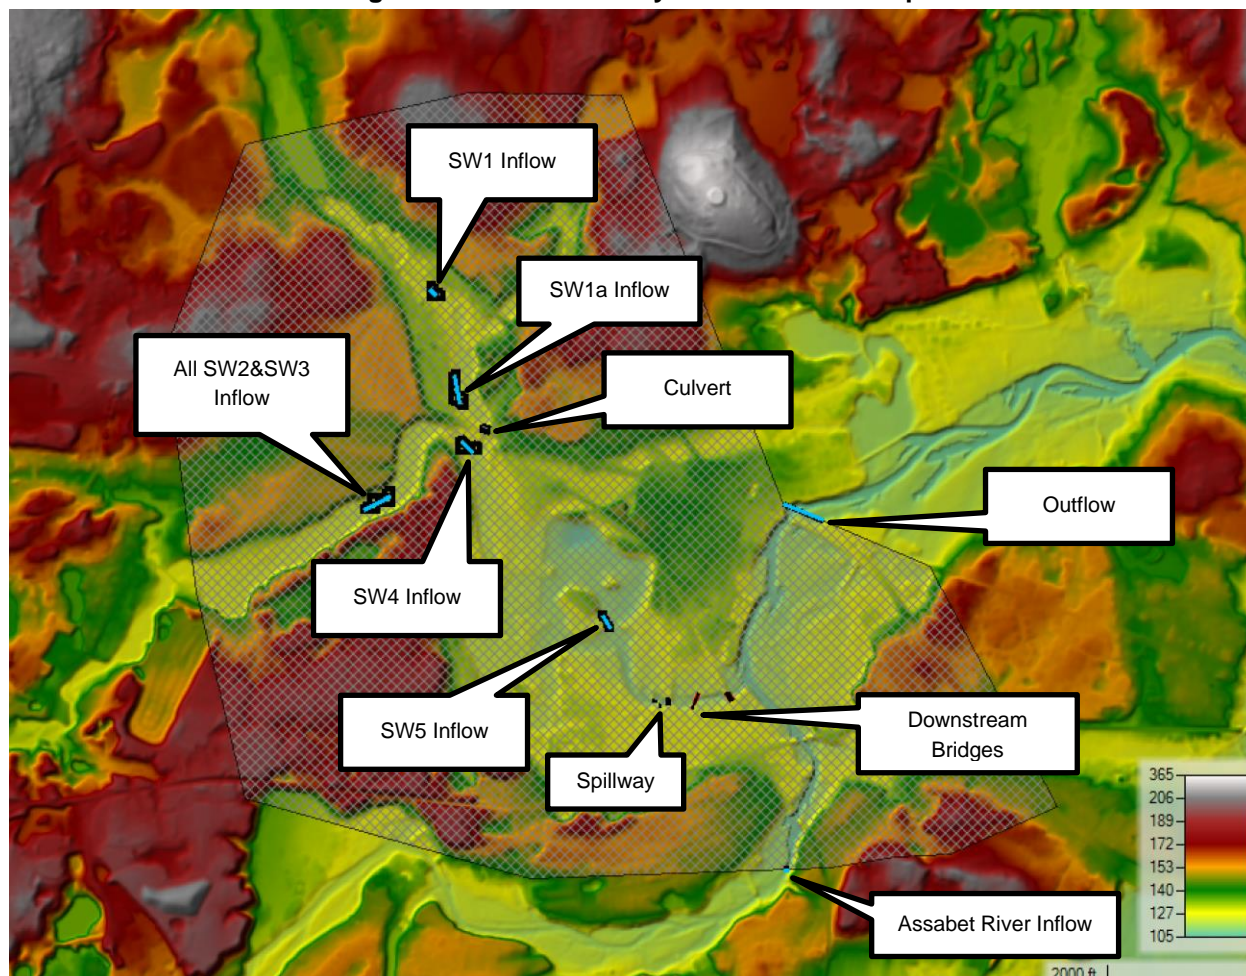 SW1 Inflow
SW1a Inflow
All SW2&SW3
Inflow
Culvert
Outflow
SW4 Inflow
SW5 Inflow
Downstream
Bridges
Spillway
365
206
189
172
153
140
127
105
Assabet River Inflow
2000 ft